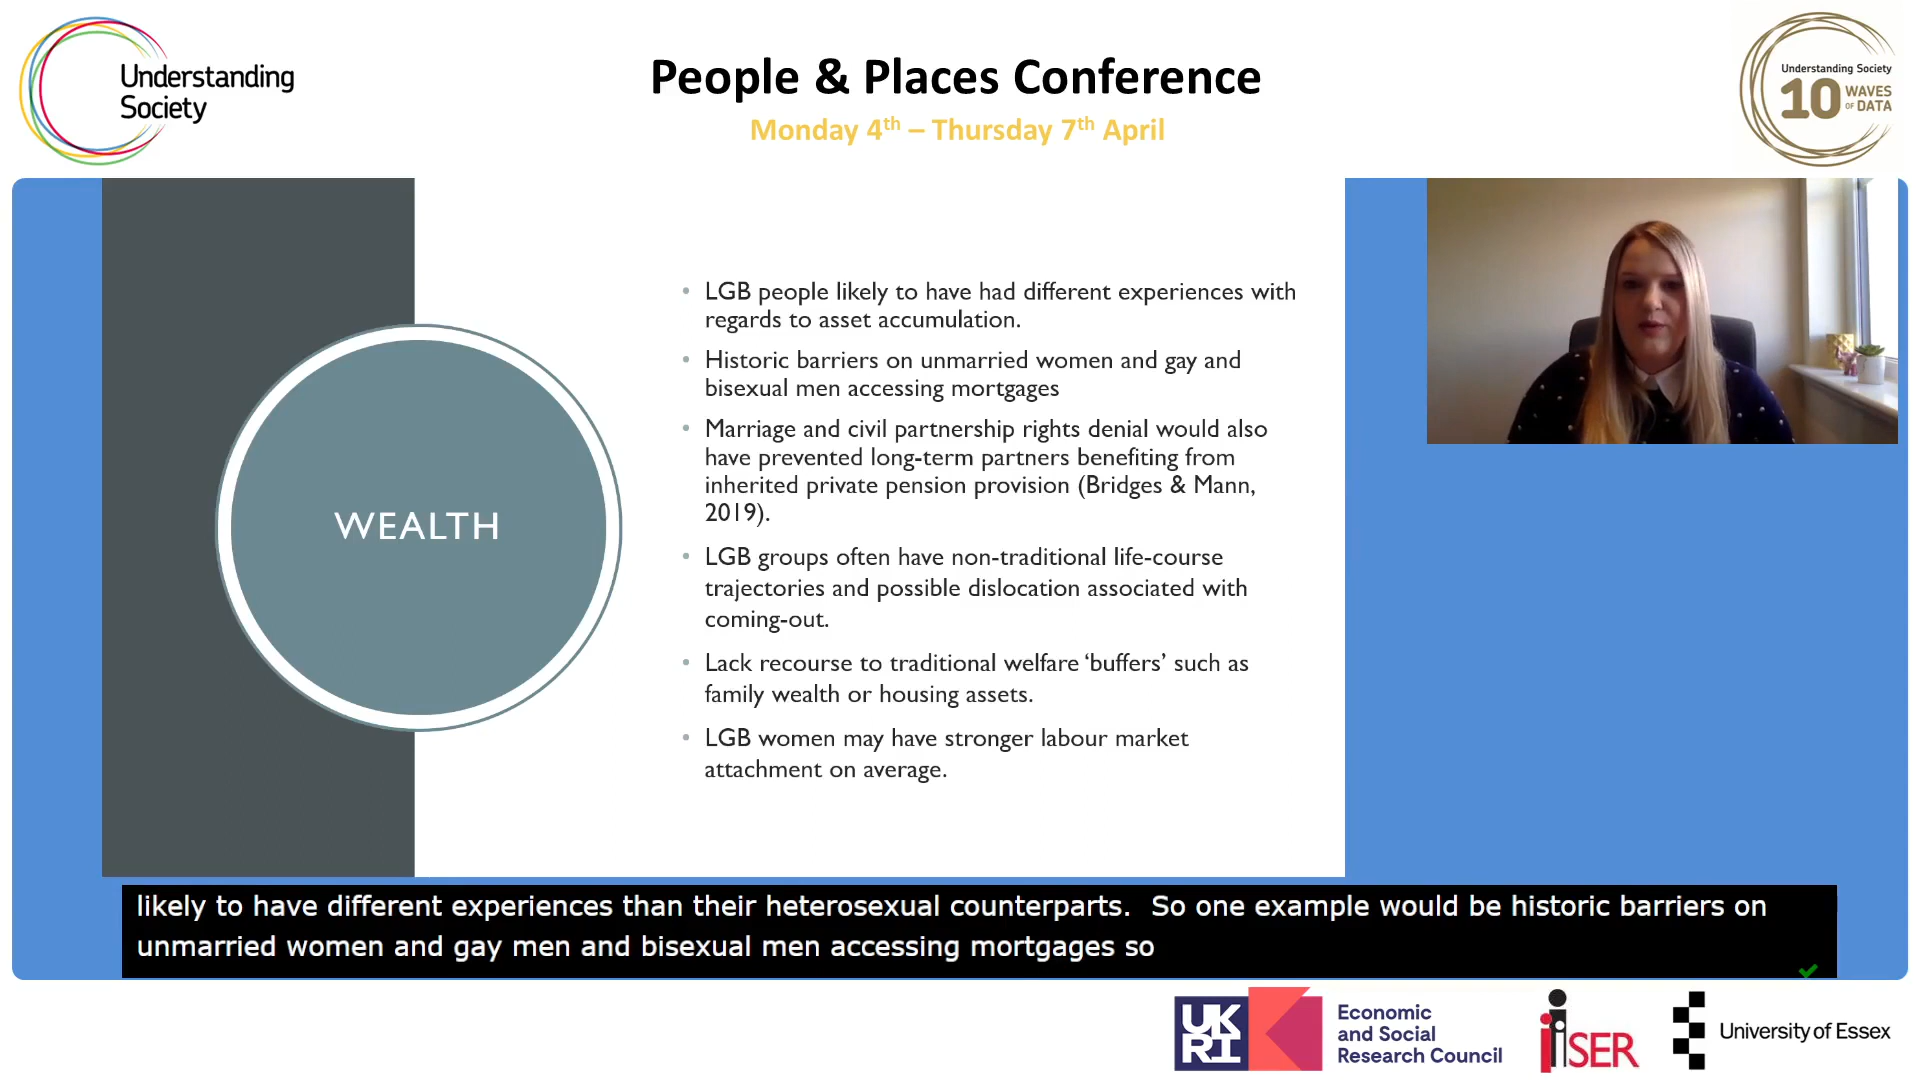 Understanding
Society
People & Places Conference
Monday 4th – Thursday 7th April
Understanding Society
10 WAVES
OF DATA
WEALTH
• LGB people likely to have had different experiences with
regards to asset accumulation.
• Historic barriers on unmarried women and gay and
bisexual men accessing mortgages
• Marriage and civil partnership rights denial would also
have prevented long-term partners benefiting from
inherited private pension provision (Bridges & Mann,
2019).
• LGB groups often have non-traditional life-course
trajectories and possible dislocation associated with
coming-out.
• Lack recourse to traditional welfare ‘buffers’ such as
family wealth or housing assets.
• LGB women may have stronger labour market
attachment on average.
likely to have different experiences than their heterosexual counterparts.  So one example would be historic barriers on
unmarried women and gay men and bisexual men accessing mortgages so
UK
RI
Economic
and Social
Research Council
iSER
University of Essex